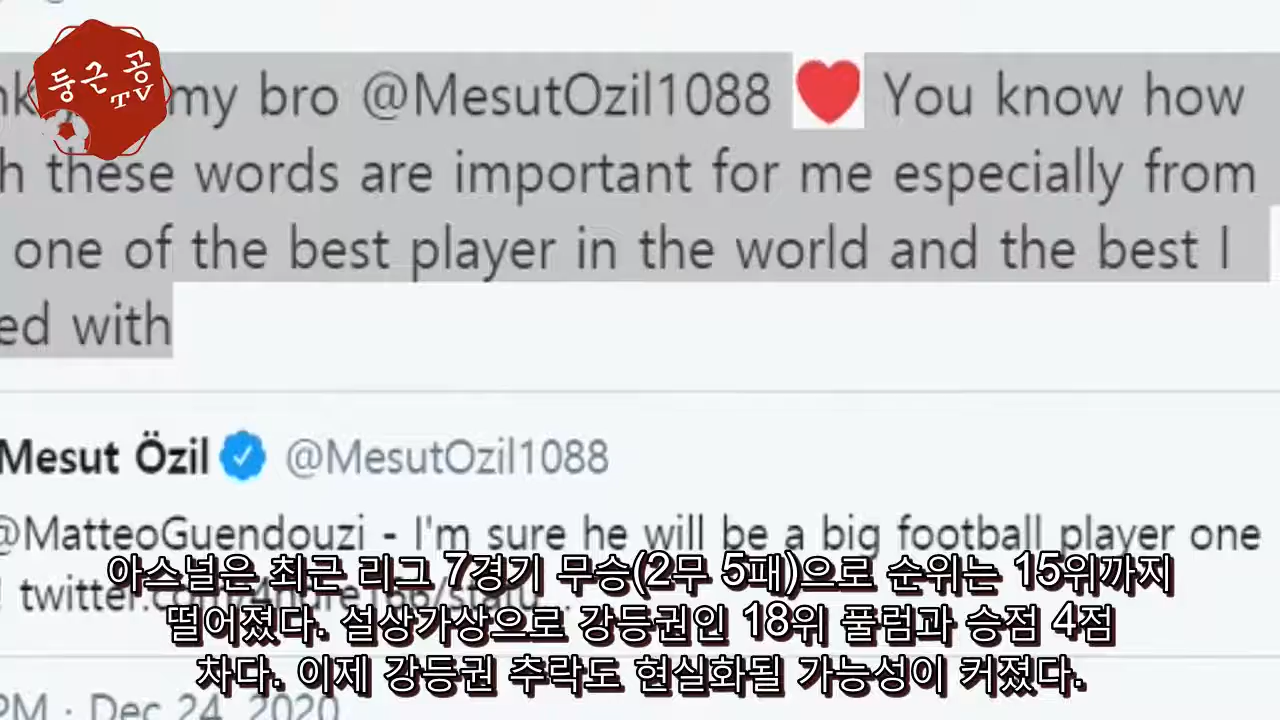 둥근 공
TV
my bro @MesutOzil1088 ❤ You know how
these words are important for me especially from
one of the best player in the world and the best I
with
Mesut Özil @MesutOzil1088
@MatteoGuendouzi - I'm sure he will be a big football player one
아스널은 최근 리그 7경기 무승(2무 5패)으로 순위는 15위까지
떨어졌다. 설상가상으로 강등권인 18위 풀럼과 승점 4점
차다. 이제 강등권 추락도 현실화될 가능성이 커졌다.
PM · Dec 24, 2020